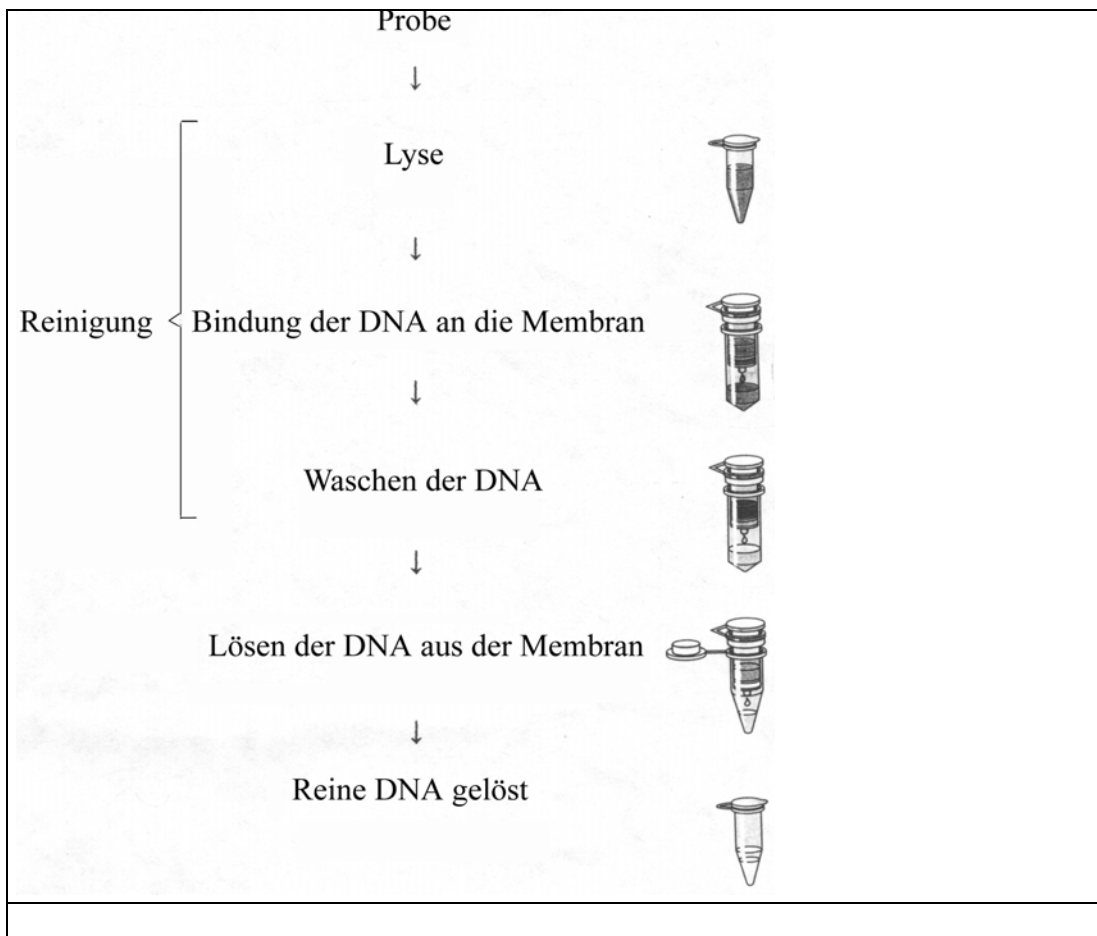 Probe
↓
Lyse
↓
Reinigung Bindung der DNA an die Membran
↓
Waschen der DNA
↓
Lösen der DNA aus der Membran
↓
Reine DNA gelöst